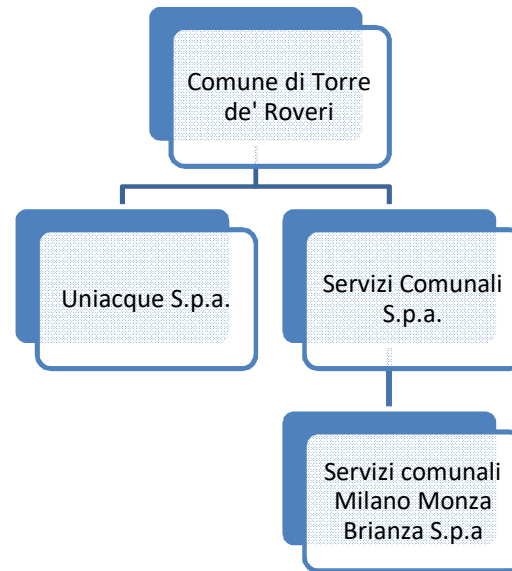 Comune di Torre
de' Roveri
Uniacque S.p.a.
Servizi Comunali
S.p.a.
Servizi comunali
Milano Monza
Brianza S.p.a